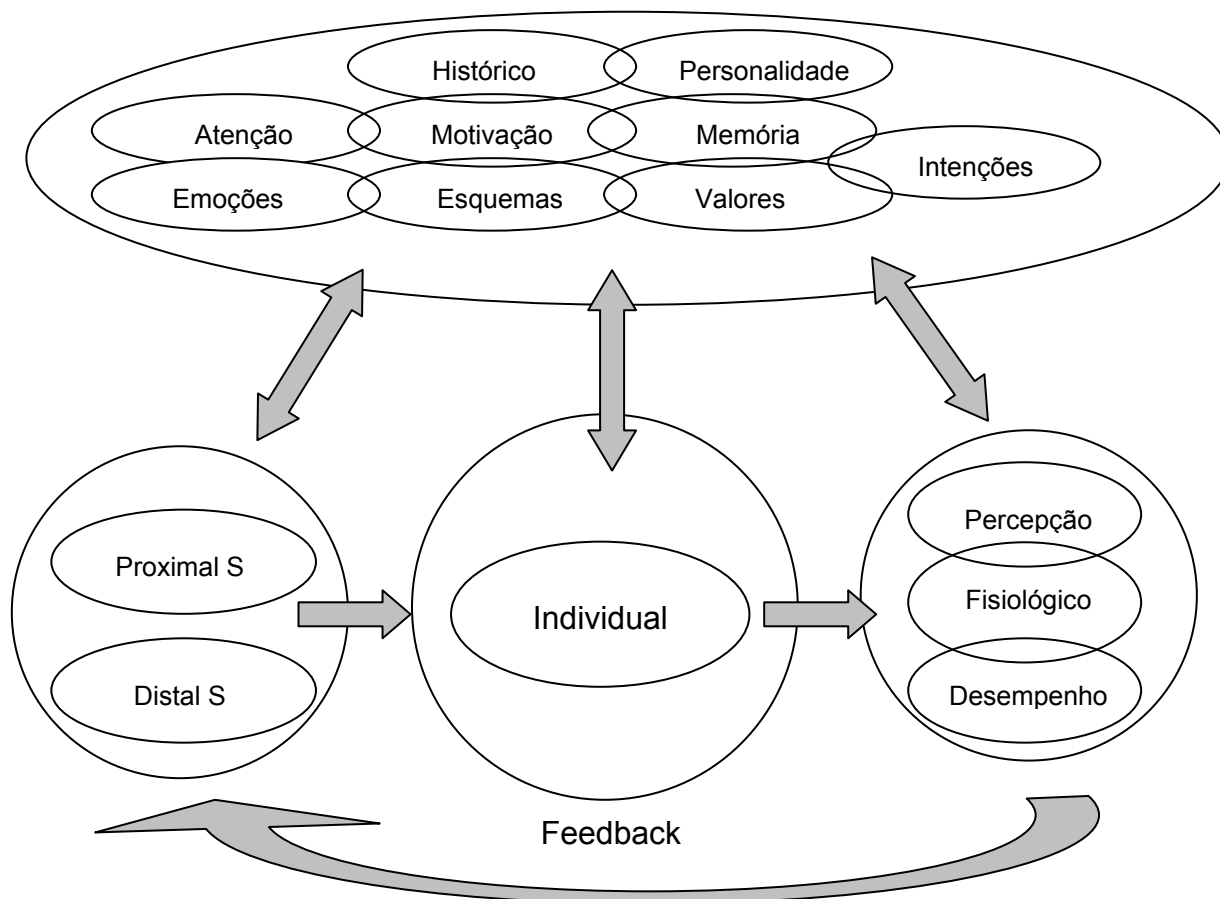 Histórico
Personalidade
Atenção
Motivação
Memória
Intenções
Emoções
Esquemas
Valores
Proximal S
Distal S
Individual
Percepção
Fisiológico
Desempenho
Feedback